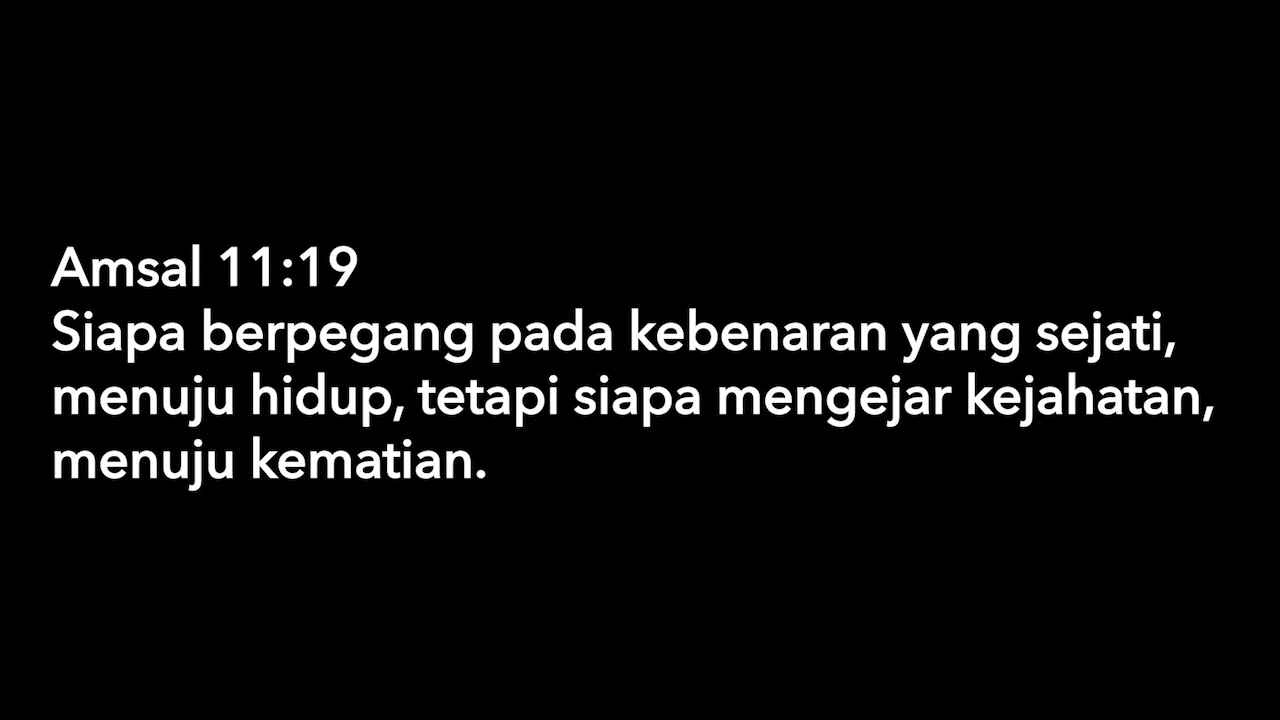 Amsal 11:19
Siapa berpegang pada kebenaran yang sejati,
menuju hidup, tetapi siapa mengejar kejahatan,
menuju kematian.